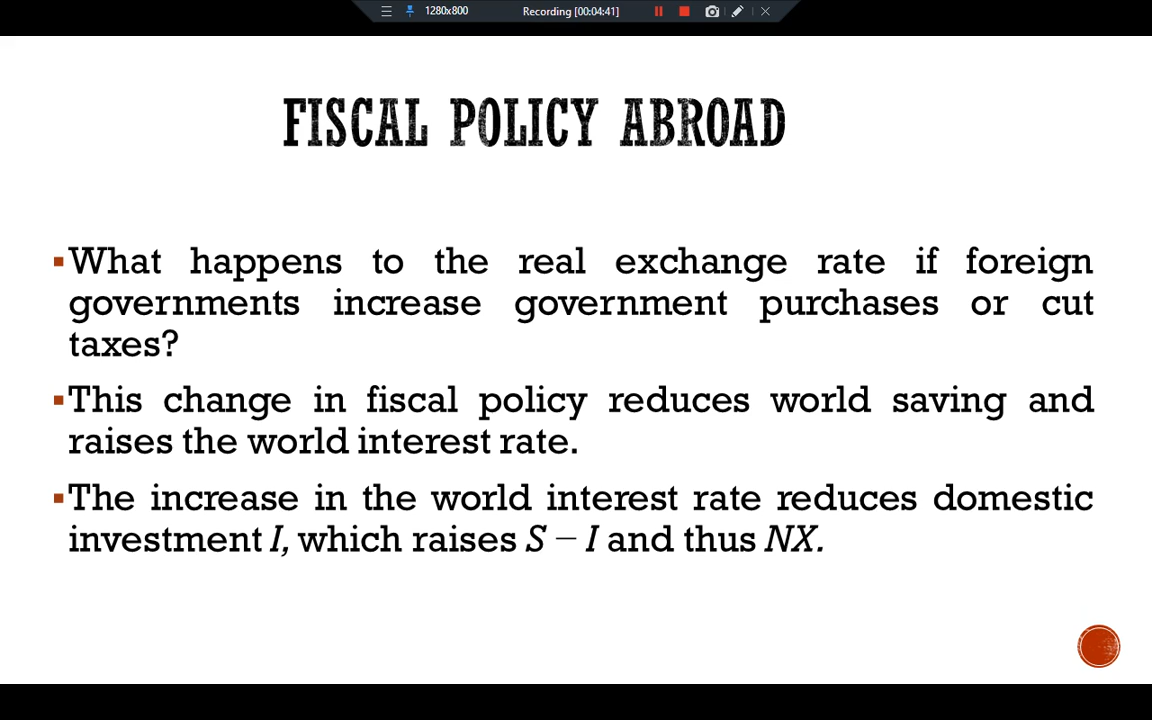 1280x800 Recording [00:04:41]
FISCAL POLICY ABROAD
▪What happens to the real exchange rate if foreign
governments increase government purchases or cut
taxes?
▪This change in fiscal policy reduces world saving and
raises the world interest rate.
▪The increase in the world interest rate reduces domestic
investment I, which raises S – I and thus NX.